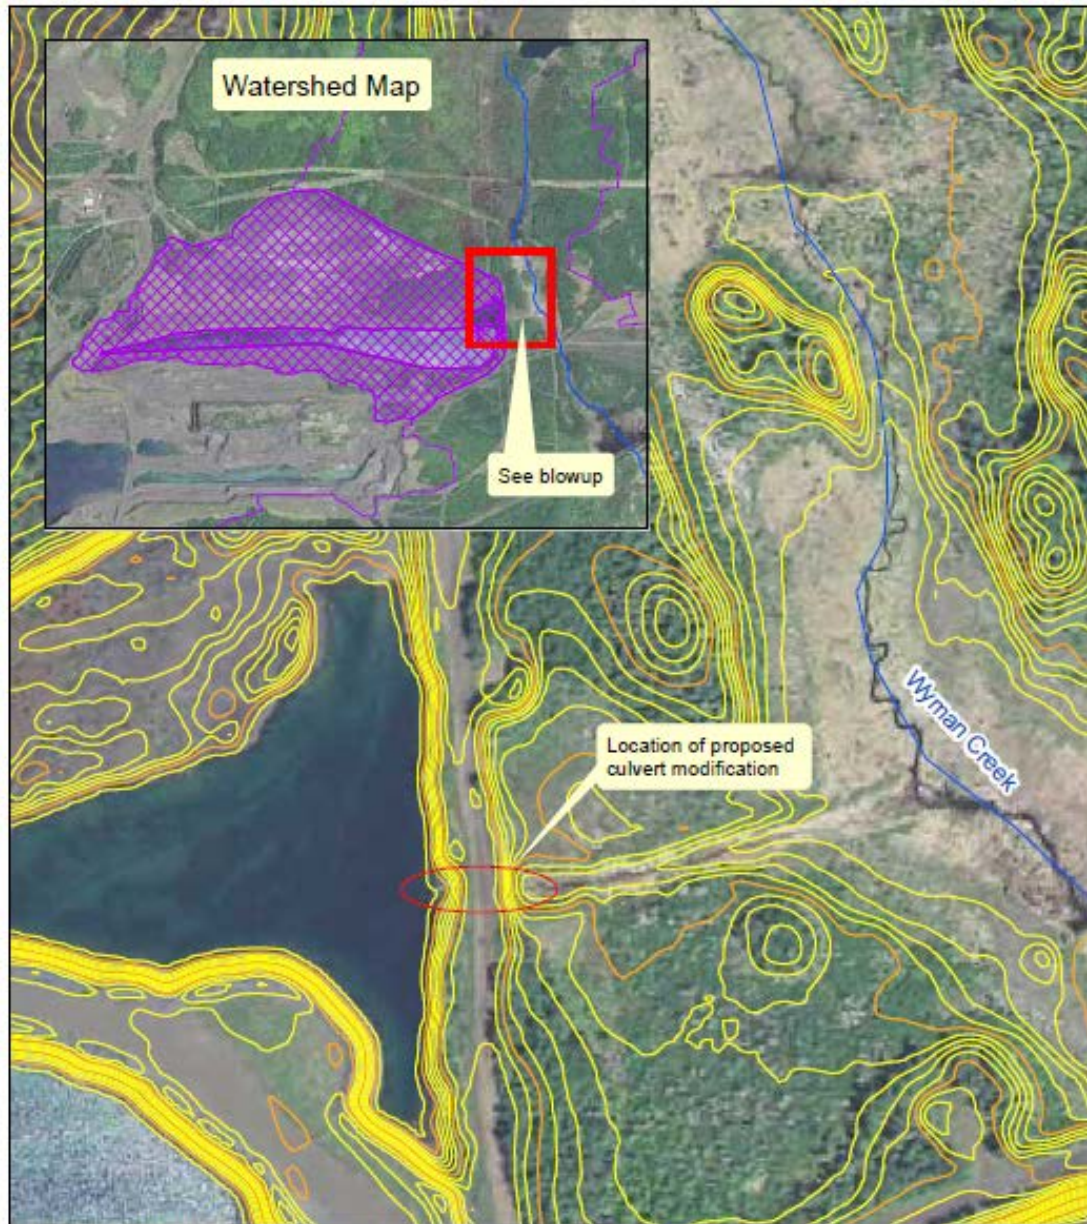 Watershed Map
See blowup
Location of proposed
culvert modification
Wyman Creek